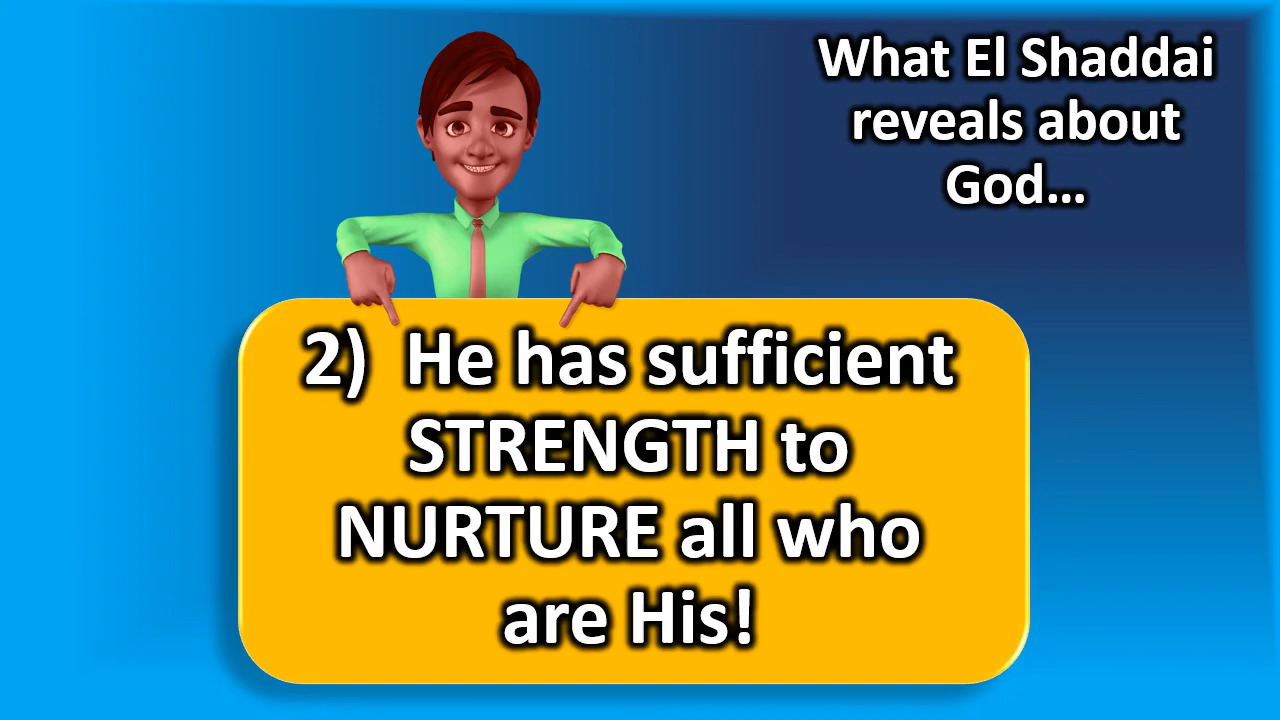 What El Shaddai
reveals about
God…
2)  He has sufficient
STRENGTH to
NURTURE all who
are His!